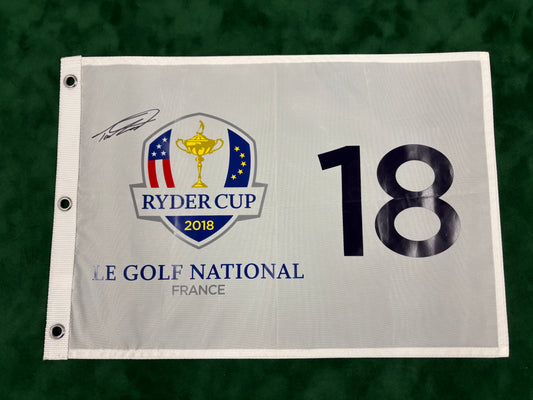 RYDER CUP
2018
LE GOLF NATIONAL
FRANCE
18